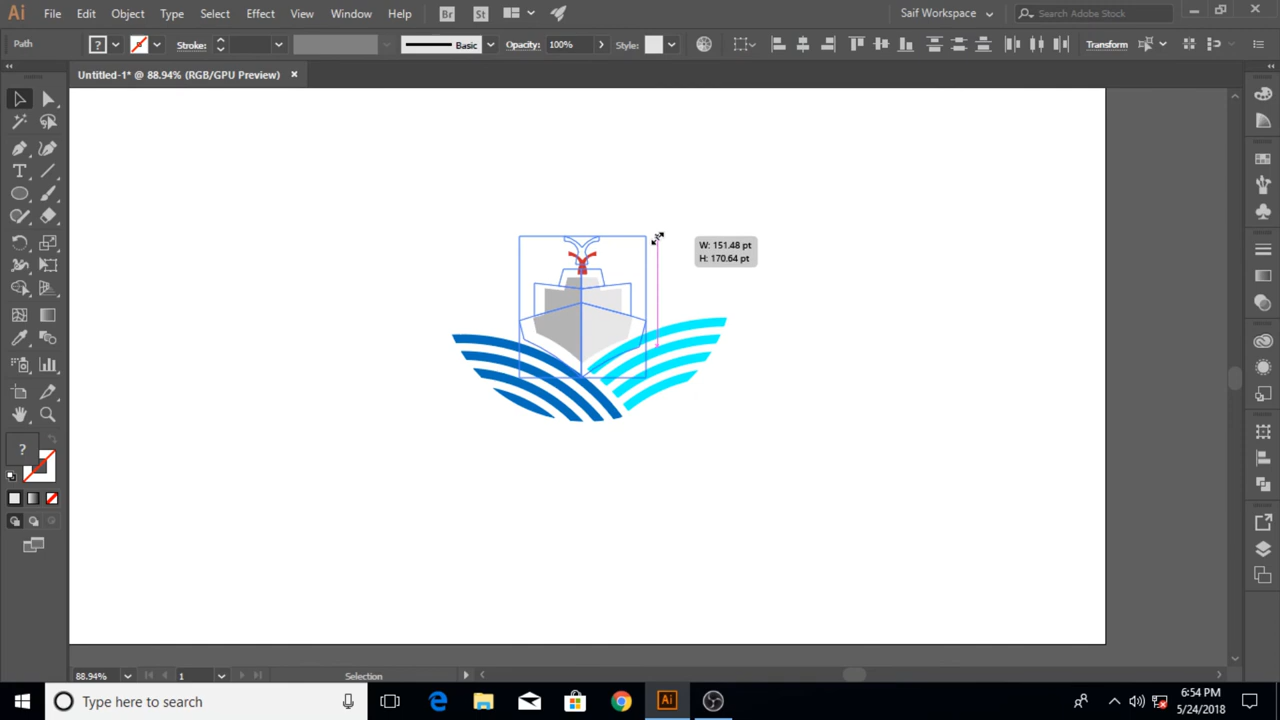 Ai File Edit Object Type Select Effect View Window Help Br St Saif Workspace Search Adobe Stock
Path ? Stroke: Basic Opacity: 100% Style: Transform
Untitled-1* @ 88.94% (RGB/GPU Preview)
W: 151.48 pt
H: 170.64 pt
?
88.94% 1 Selection
Type here to search Ai 6:54 PM
5/24/2018